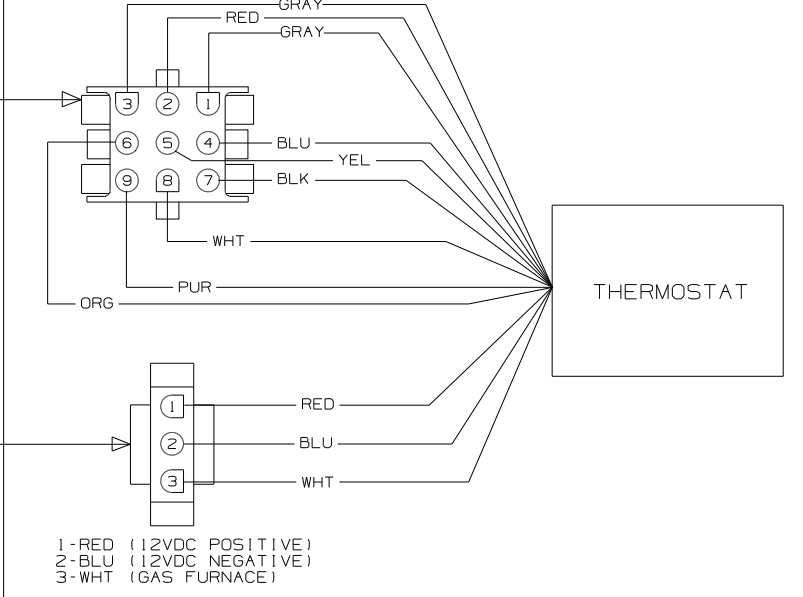 GRAY
RED
GRAY
3 2 1
6 5 4 BLU
YEL
9 8 7 BLK
WHT
PUR
THERMOSTAT
ORG
1 RED
2 BLU
3 WHT
1-RED (12VDC POSITIVE)
2-BLU (12VDC NEGATIVE)
3-WHT (GAS FURNACE)